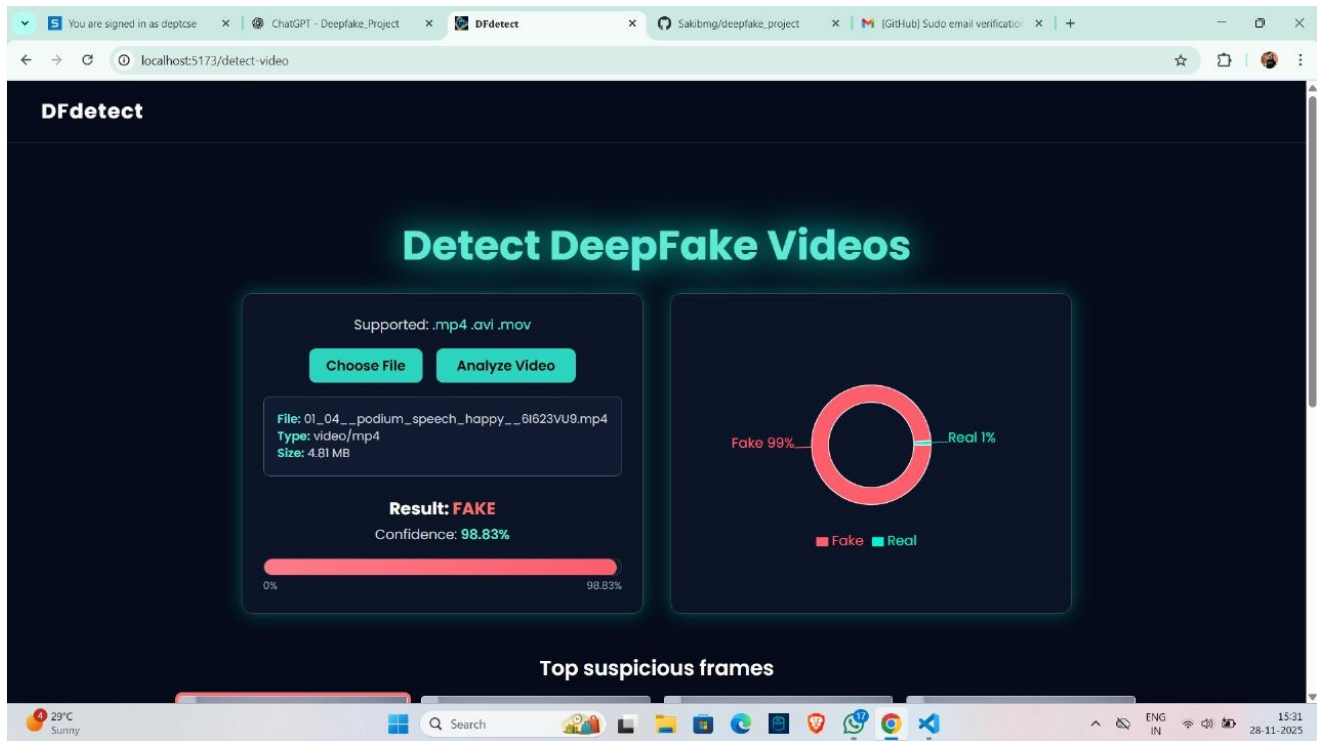 You are signed in as deptcse
ChatGPT - Deepfake_Project
DFdetect
Sakibmg/deepfake_project
[GitHub] Sudo email verification
localhost:5173/detect-video
DFdetect
Detect DeepFake Videos
Supported: .mp4 .avi .mov
Choose File
Analyze Video
File: 01_04__podium_speech_happy__6I623VU9.mp4
Type: video/mp4
Size: 4.81 MB
Result: FAKE
Confidence: 98.83%
0%
98.83%
Fake 99%
Real 1%
Fake
Real
Top suspicious frames
4
29°C
Sunny
Search
17
ENG
IN
15:31
28-11-2025